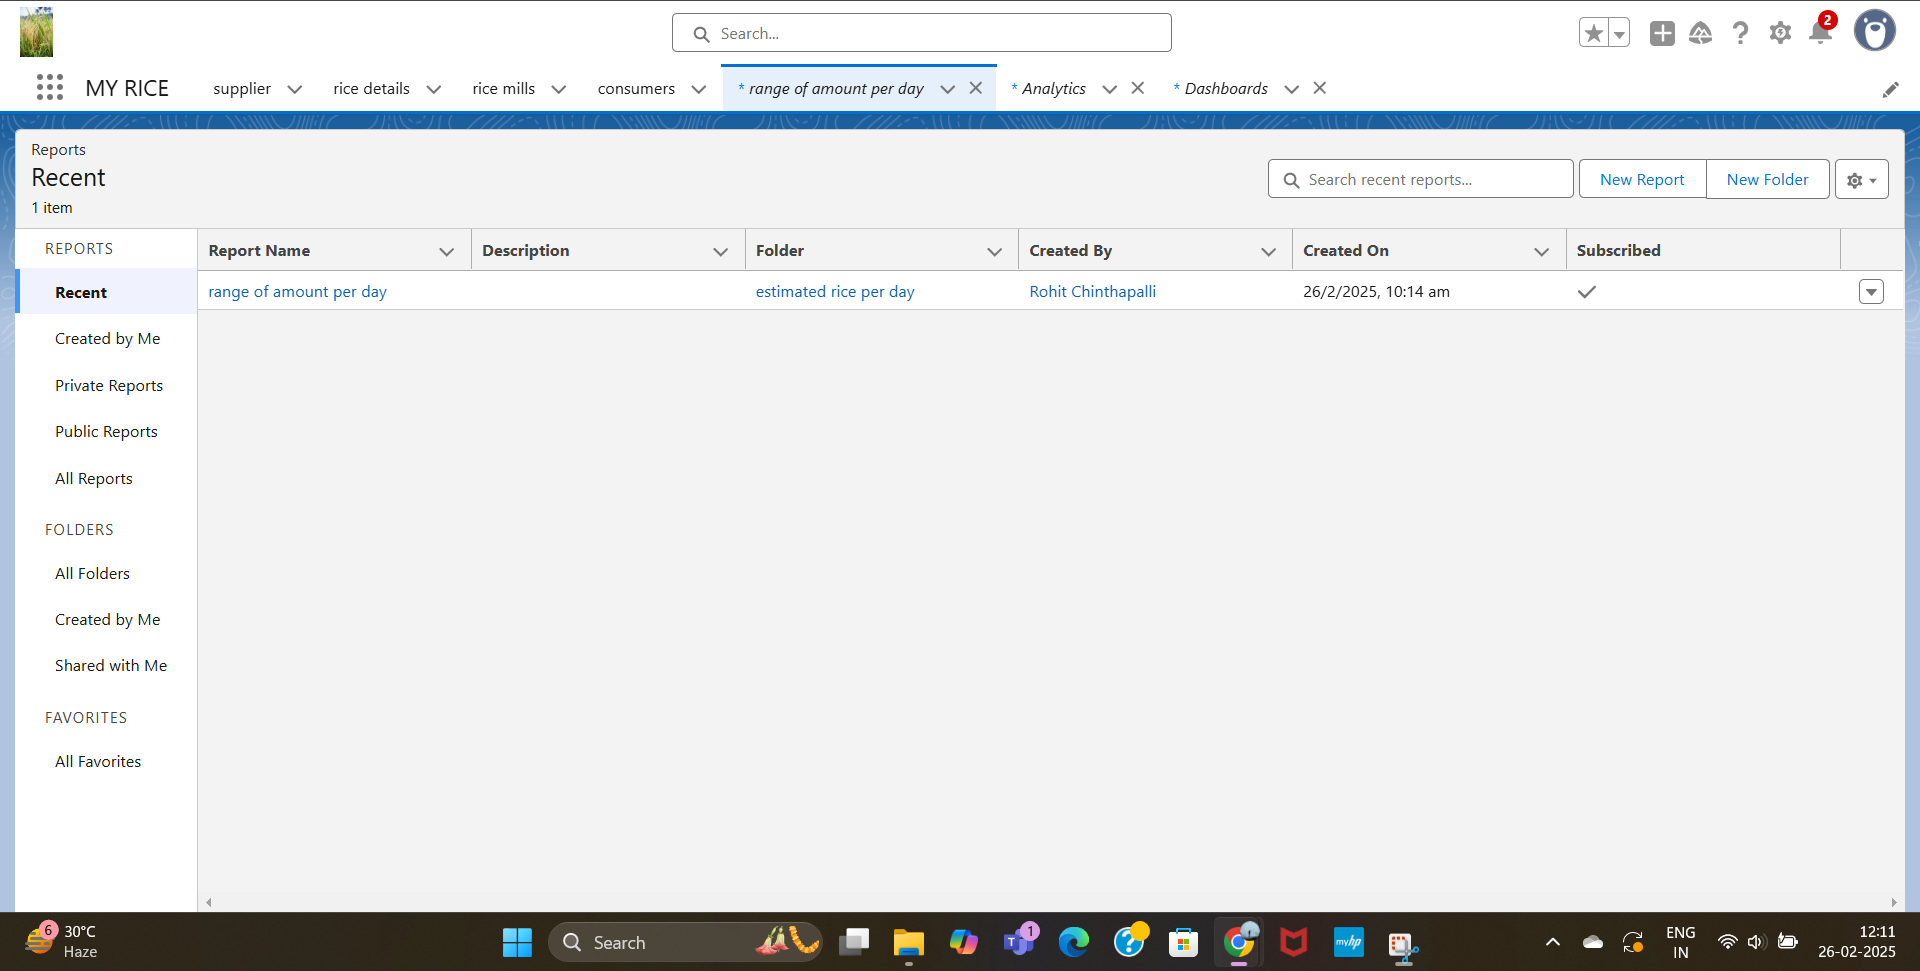 Search...
2
MY RICE
supplier
rice details
rice mills
consumers
* range of amount per day
* Analytics
* Dashboards
Reports
Recent
1 item
Search recent reports...
New Report
New Folder
REPORTS
Recent
Created by Me
Private Reports
Public Reports
All Reports
FOLDERS
All Folders
Created by Me
Shared with Me
FAVORITES
All Favorites
Report Name
Description
Folder
Created By
Created On
Subscribed
range of amount per day
estimated rice per day
Rohit Chinthapalli
26/2/2025, 10:14 am
6
30°C
Haze
Search
T
1
?
myhp
ENG
IN
12:11
26-02-2025